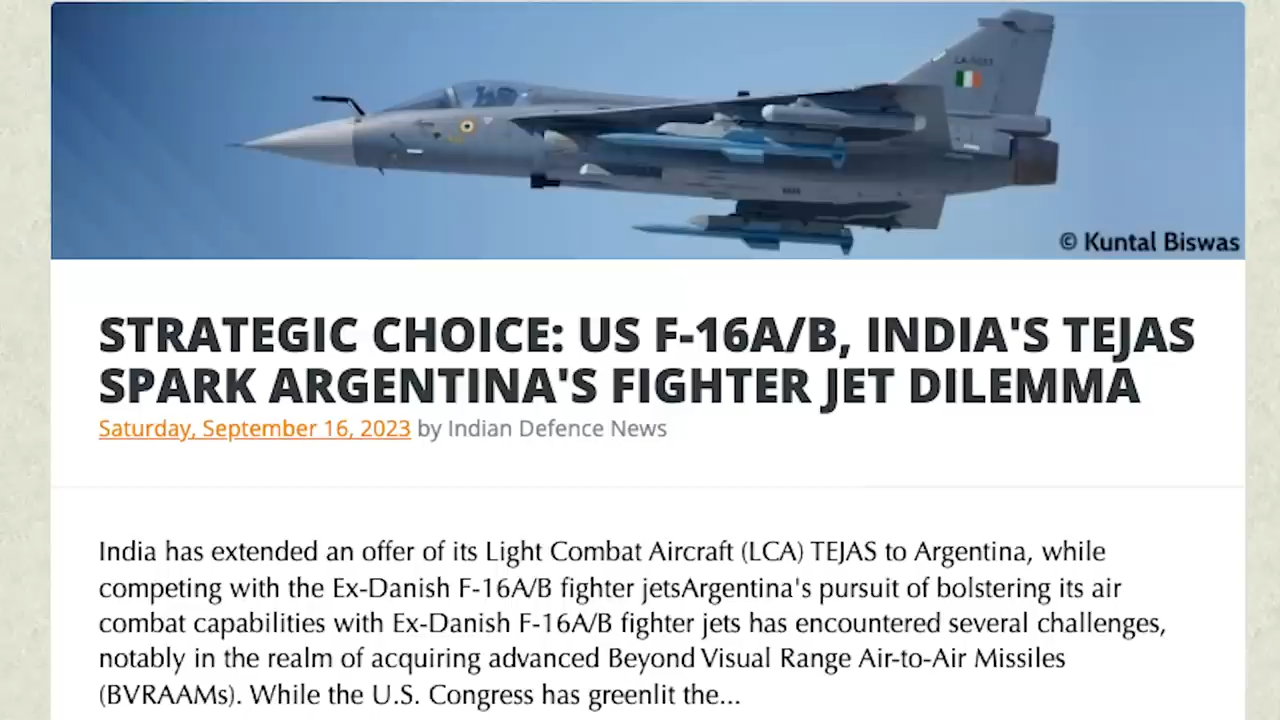 © Kuntal Biswas
STRATEGIC CHOICE: US F-16A/B, INDIA'S TEJAS
SPARK ARGENTINA'S FIGHTER JET DILEMMA
Saturday, September 16, 2023 by Indian Defence News
India has extended an offer of its Light Combat Aircraft (LCA) TEJAS to Argentina, while
competing with the Ex-Danish F-16A/B fighter jetsArgentina's pursuit of bolstering its air
combat capabilities with Ex-Danish F-16A/B fighter jets has encountered several challenges,
notably in the realm of acquiring advanced Beyond Visual Range Air-to-Air Missiles
(BVRAAMs). While the U.S. Congress has greenlit the...